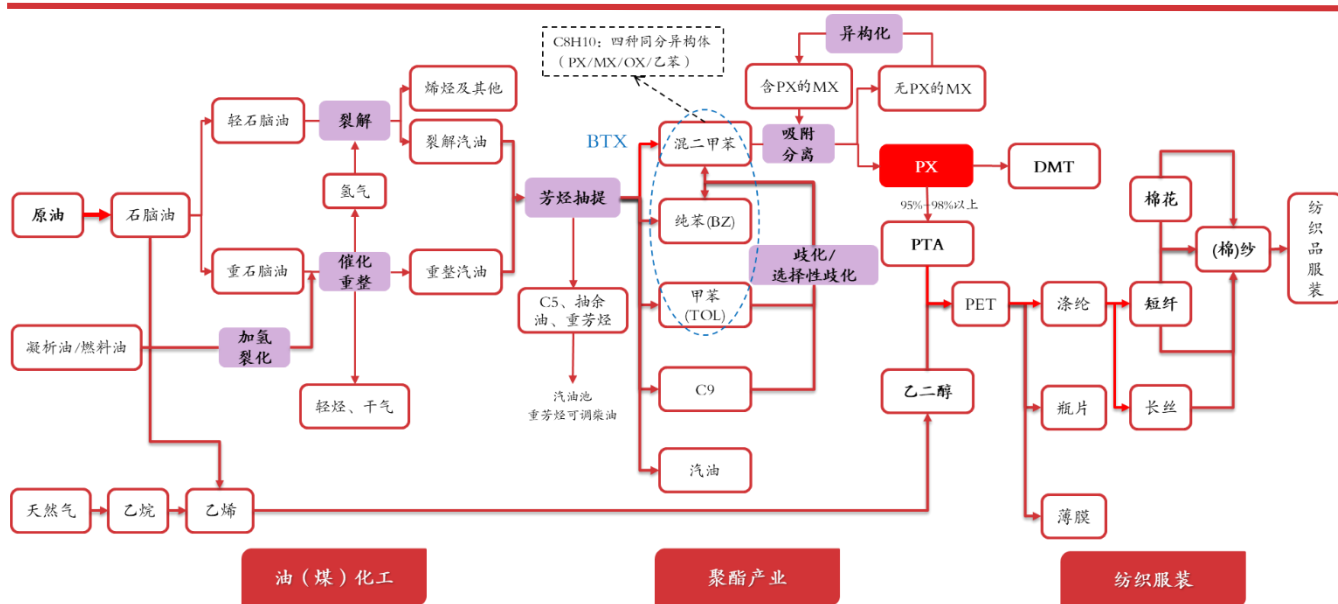 C8H10：四种同分异构体
（PX/MX/OX/乙苯）
异构化
含PX的MX
无PX的MX
烯烃及其他
轻石脑油
裂解
裂解汽油
BTX
混二甲苯
吸附
分离
PX
DMT
氢气
芳烃抽提
95%-98%以上
棉花
原油
石脑油
纯苯(BZ)
PTA
(棉)纱
纺
织
品
服
装
重石脑油
催化
重整
重整汽油
歧化/
选择性歧化
C5、抽余
油、重芳烃
甲苯
(TOL)
PET
涤纶
短纤
凝析油/燃料油
加氢
裂化
轻烃、干气
汽油池
重芳烃可调柴油
C9
乙二醇
瓶片
长丝
汽油
天然气
乙烷
乙烯
薄膜
油（煤）化工
聚酯产业
纺织服装